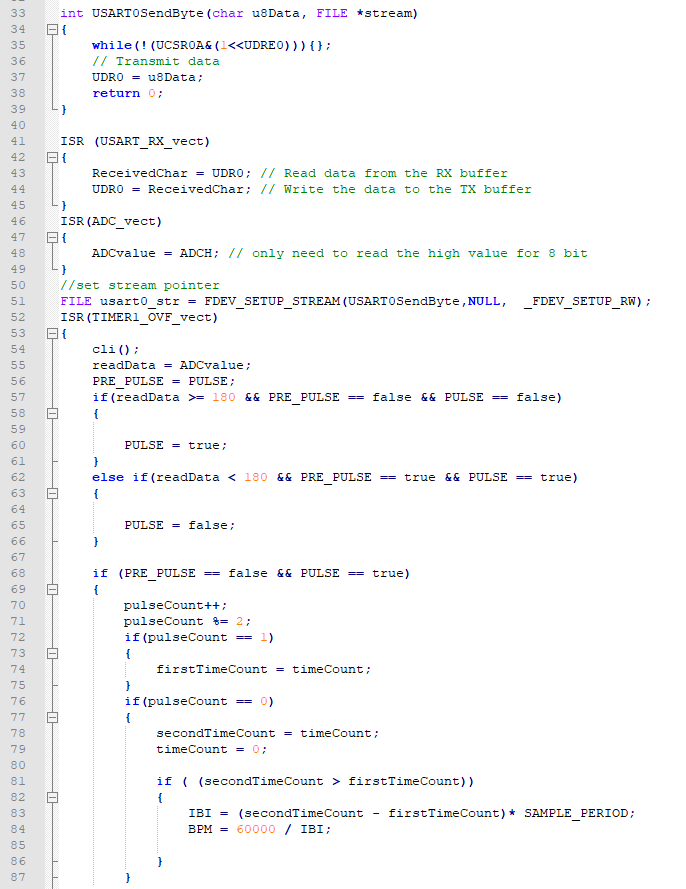 33 int USART0SendByte(char u8Data, FILE *stream)
34 {
35 while(!(UCSR0A&(1<<UDRE0))){};
36 // Transmit data
37 UDR0 = u8Data;
38 return 0;
39 }
40
41 ISR (USART_RX_vect)
42 {
43 ReceivedChar = UDR0; // Read data from the RX buffer
44 UDR0 = ReceivedChar; // Write the data to the TX buffer
45 }
46 ISR(ADC_vect)
47 {
48 ADCvalue = ADCH; // only need to read the high value for 8 bit
49 }
50 //set stream pointer
51 FILE usart0_str = FDEV_SETUP_STREAM(USART0SendByte,NULL, _FDEV_SETUP_RW);
52 ISR(TIMER1_OVF_vect)
53 {
54 cli();
55 readData = ADCvalue;
56 PRE_PULSE = PULSE;
57 if(readData >= 180 && PRE_PULSE == false && PULSE == false)
58 {
59
60 PULSE = true;
61 }
62 else if(readData < 180 && PRE_PULSE == true && PULSE == true)
63 {
64
65 PULSE = false;
66 }
67
68 if (PRE_PULSE == false && PULSE == true)
69 {
70 pulseCount++;
71 pulseCount %= 2;
72 if(pulseCount == 1)
73 {
74 firstTimeCount = timeCount;
75 }
76 if(pulseCount == 0)
77 {
78 secondTimeCount = timeCount;
79 timeCount = 0;
80
81 if ( (secondTimeCount > firstTimeCount))
82 {
83 IBI = (secondTimeCount - firstTimeCount)* SAMPLE_PERIOD;
84 BPM = 60000 / IBI;
85
86 }
87 }